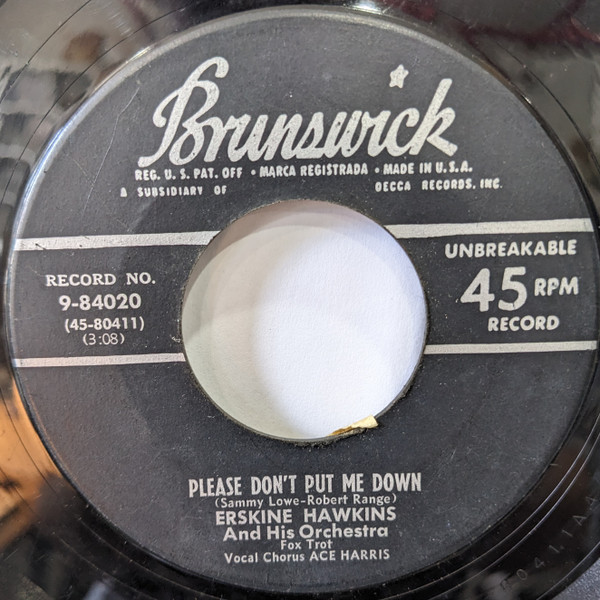 Brunswick
REG. U. S. PAT. OFF • MARCA REGISTRADA • MADE IN U. S. A.
A SUBSIDIARY OF DECCA RECORDS, INC.
UNBREAKABLE
45 RPM
RECORD
RECORD NO.
9-84020
(45-80411)
(3:08)
PLEASE DON'T PUT ME DOWN
(Sammy Lowe-Robert Range)
ERSKINE HAWKINS
And His Orchestra
Fox Trot
Vocal Chorus ACE HARRIS